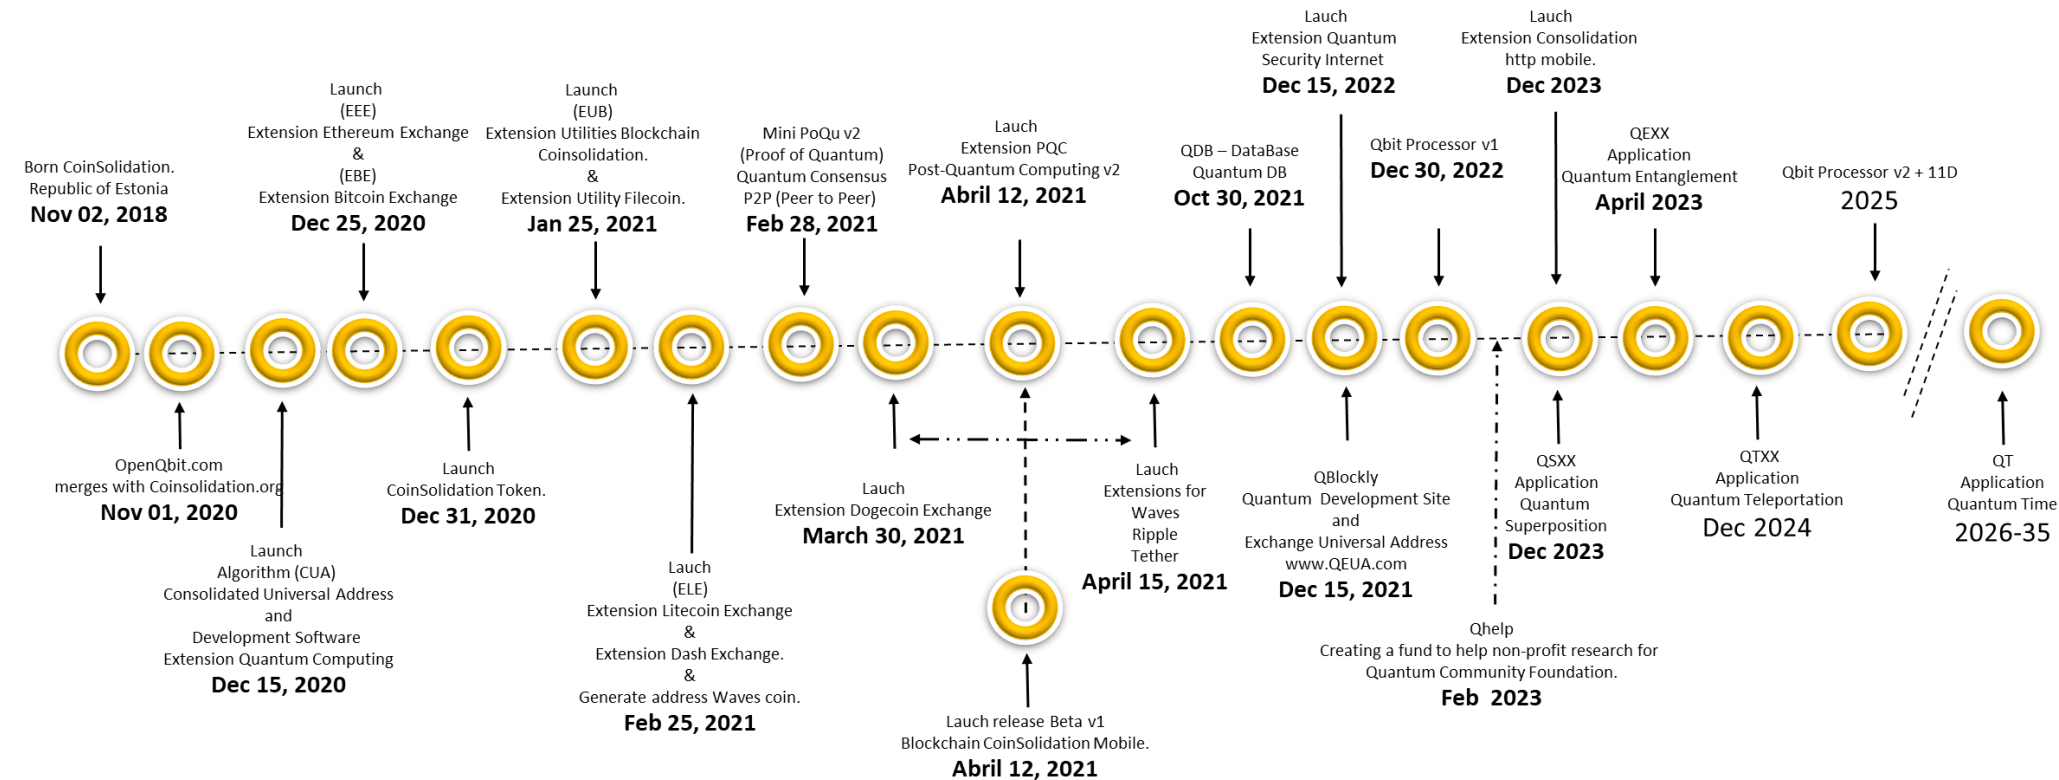 Born CoinSolidation.
Republic of Estonia
Nov 02, 2018
OpenQbit.com
merges with Coinsolidation.org
Nov 01, 2020
Launch
Algorithm (CUA)
Consolidated Universal Address
and
Development Software
Extension Quantum Computing
Dec 15, 2020
Launch
(EEE)
Extension Ethereum Exchange
&
(EBE)
Extension Bitcoin Exchange
Dec 25, 2020
Launch
CoinSolidation Token.
Dec 31, 2020
Launch
(EUB)
Extension Utilities Blockchain
Coinsolidation.
&
Extension Utility Filecoin.
Jan 25, 2021
Lauch
(ELE)
Extension Litecoin Exchange
&
Extension Dash Exchange.
&
Generate address Waves coin.
Feb 25, 2021
Mini PoQu v2
(Proof of Quantum)
Quantum Consensus
P2P (Peer to Peer)
Feb 28, 2021
Lauch
Extension Dogecoin Exchange
March 30, 2021
Lauch
Extension PQC
Post-Quantum Computing v2
Abril 12, 2021
Lauch release Beta v1
Blockchain CoinSolidation Mobile.
Abril 12, 2021
Lauch
Extensions for
Waves
Ripple
Tether
April 15, 2021
QDB – DataBase
Quantum DB
Oct 30, 2021
Lauch
Extension Quantum
Security Internet
Dec 15, 2022
QBlockly
Quantum Development Site
and
Exchange Universal Address
www.QEUA.com
Dec 15, 2021
Qbit Processor v1
Dec 30, 2022
Qhelp
Creating a fund to help non-profit research for
Quantum Community Foundation.
Feb 2023
Lauch
Extension Consolidation
http mobile.
Dec 2023
QSXX
Application
Quantum
Superposition
Dec 2023
QEXX
Application
Quantum Entanglement
April 2023
QTXX
Application
Quantum Teleportation
Dec 2024
Qbit Processor v2 + 11D
2025
QT
Application
Quantum Time
2026-35